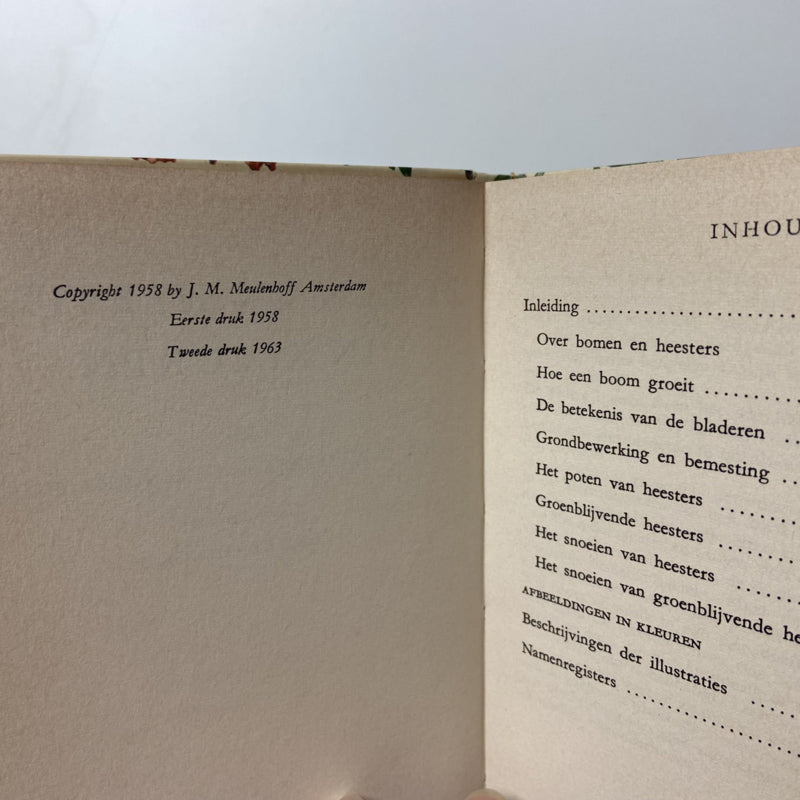 Copyright 1958 by J. M. Meulenhoff Amsterdam
Eerste druk 1958
Tweede druk 1963
INHOU
Inleiding ......................
Over bomen en heesters
Hoe een boom groeit ..........
De betekenis van de bladeren ..
Grondbewerking en bemesting ..
Het poten van heesters ........
Groenblijvende heesters ........
Het snoeien van heesters .......
Het snoeien van groenblijvende he
AFBEELDINGEN IN KLEUREN
Beschrijvingen der illustraties .....
Namenregisters ..................